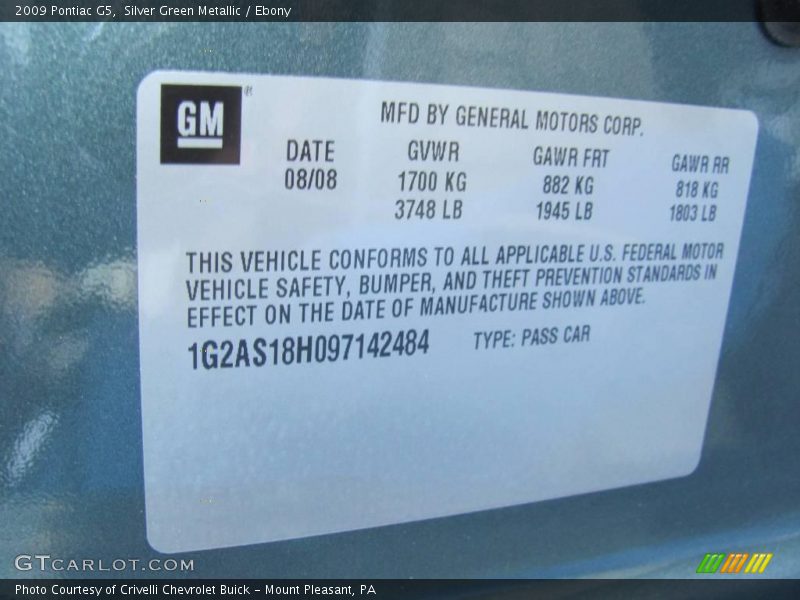 2009 Pontiac G5, Silver Green Metallic / Ebony
GM®
MFD BY GENERAL MOTORS CORP.
DATE GVWR GAWR FRT GAWR RR
08/08 1700 KG 882 KG 818 KG
3748 LB 1945 LB 1803 LB
THIS VEHICLE CONFORMS TO ALL APPLICABLE U.S. FEDERAL MOTOR
VEHICLE SAFETY, BUMPER, AND THEFT PREVENTION STANDARDS IN
EFFECT ON THE DATE OF MANUFACTURE SHOWN ABOVE.
1G2AS18H097142484 TYPE: PASS CAR
GTCARLOT.COM
Photo Courtesy of Crivelli Chevrolet Buick - Mount Pleasant, PA